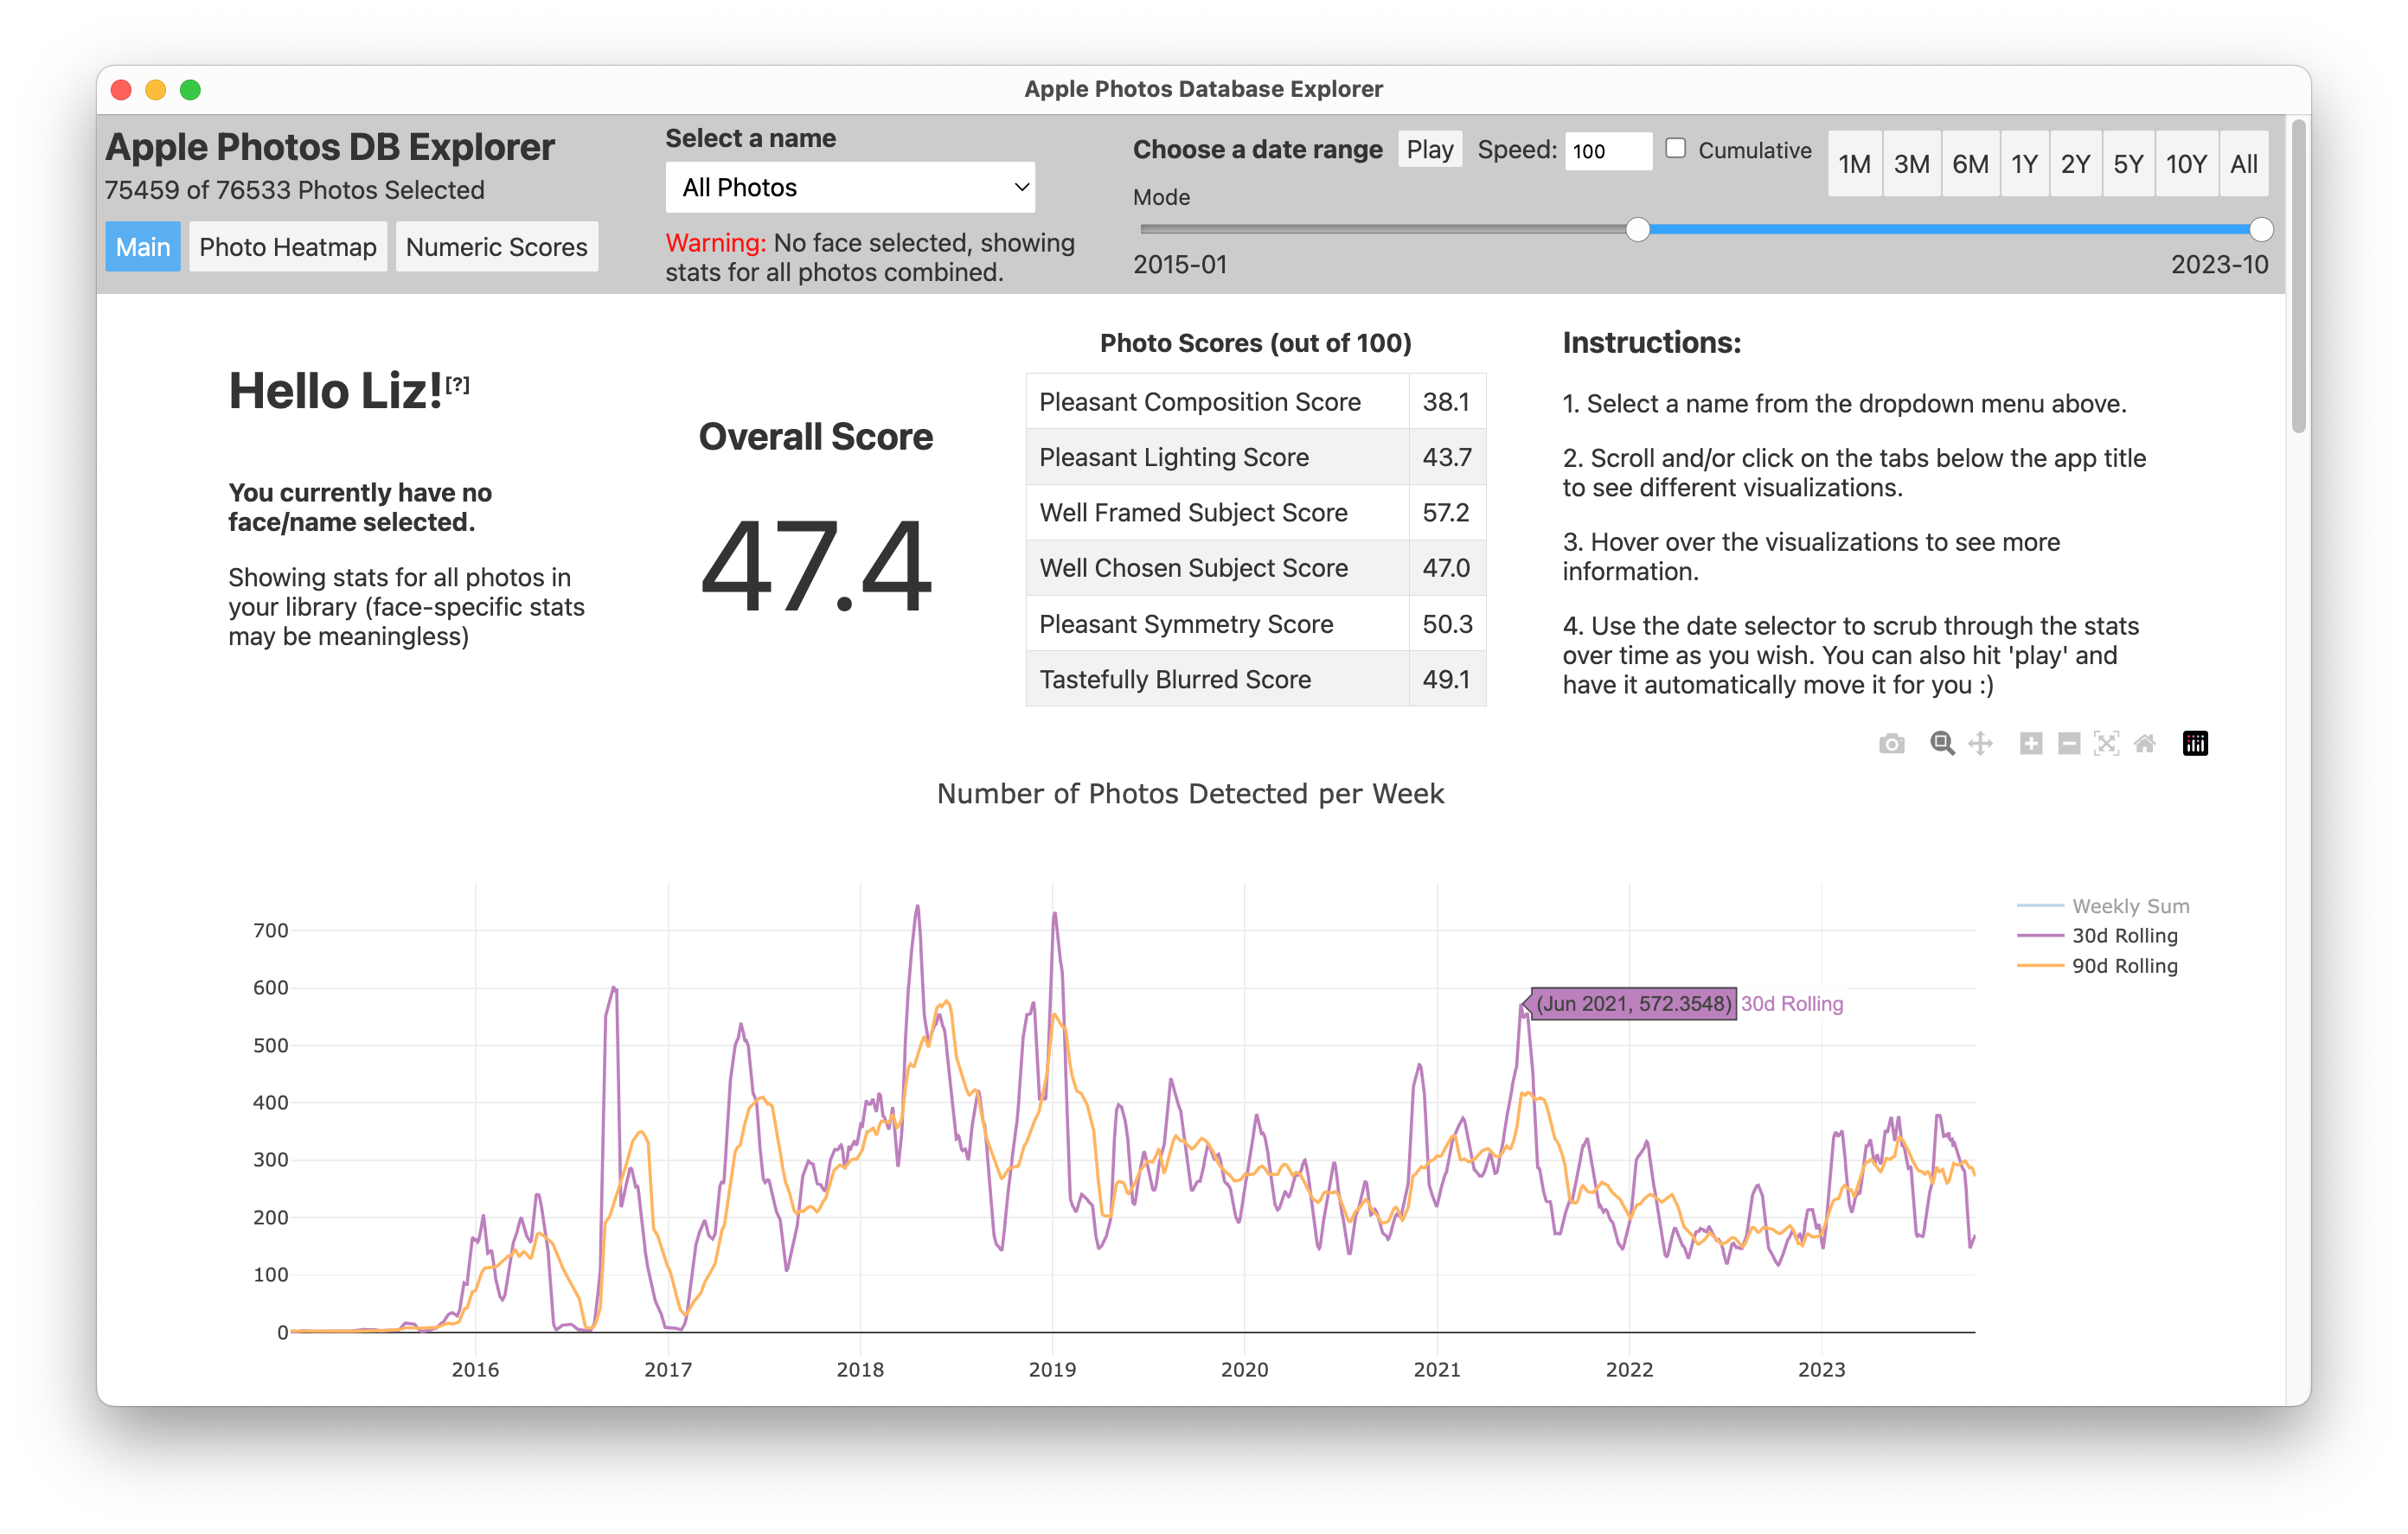 Apple Photos Database Explorer
Apple Photos DB Explorer
75459 of 76533 Photos Selected
Main
Photo Heatmap
Numeric Scores
Select a name
All Photos
Warning: No face selected, showing
stats for all photos combined.
Choose a date range
Play
Speed:
100
Cumulative
Mode
1M
3M
6M
1Y
2Y
5Y
10Y
All
2015-01
2023-10
Hello Liz![?]
You currently have no
face/name selected.
Showing stats for all photos in
your library (face-specific stats
may be meaningless)
Overall Score
47.4
Photo Scores (out of 100)
Pleasant Composition Score 38.1
Pleasant Lighting Score 43.7
Well Framed Subject Score 57.2
Well Chosen Subject Score 47.0
Pleasant Symmetry Score 50.3
Tastefully Blurred Score 49.1
Instructions:
1. Select a name from the dropdown menu above.
2. Scroll and/or click on the tabs below the app title
to see different visualizations.
3. Hover over the visualizations to see more
information.
4. Use the date selector to scrub through the stats
over time as you wish. You can also hit 'play' and
have it automatically move it for you :)
Number of Photos Detected per Week
700
600
500
400
300
200
100
0
2016
2017
2018
2019
2020
2021
2022
2023
(Jun 2021, 572.3548) 30d Rolling
Weekly Sum
30d Rolling
90d Rolling